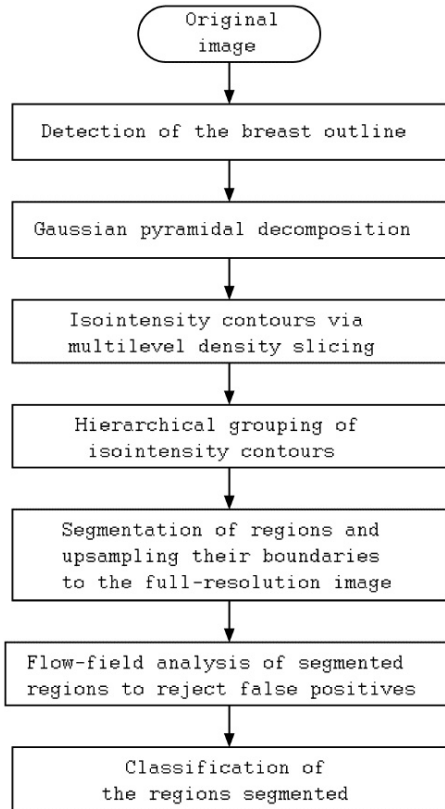 Original
image
Detection of the breast outline
Gaussian pyramidal decomposition
Isointensity contours via
multilevel density slicing
Hierarchical grouping of
isointensity contours
Segmentation of regions and
upsampling their boundaries
to the full-resolution image
Flow-field analysis of segmented
regions to reject false positives
Classification of
the regions segmented